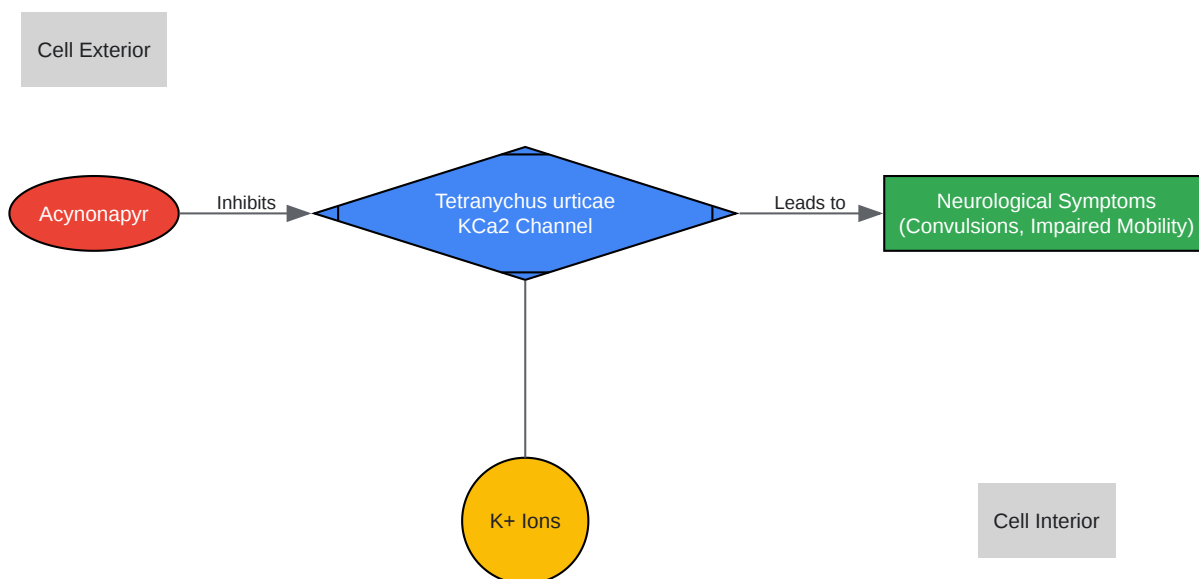 Cell Exterior
Acynonapyr
Inhibits
Tetranychus urticae
KCa2 Channel
Leads to
Neurological Symptoms
(Convulsions, Impaired Mobility)
K+ Ions
Cell Interior